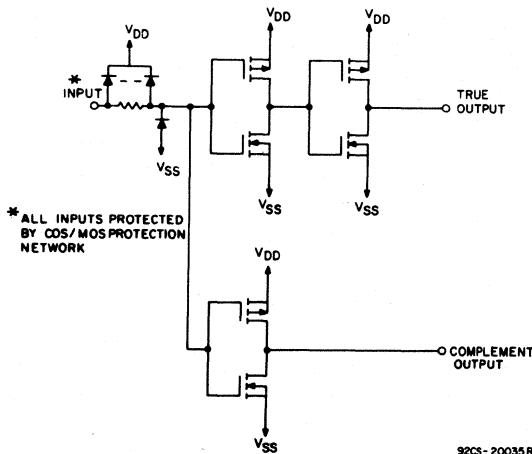 VDD
*
INPUT
VSS
VDD
VSS
VDD
VSS
TRUE
OUTPUT
* ALL INPUTS PROTECTED
BY COS/MOS PROTECTION
NETWORK
VDD
VSS
COMPLEMENT
OUTPUT
92CS-20035R